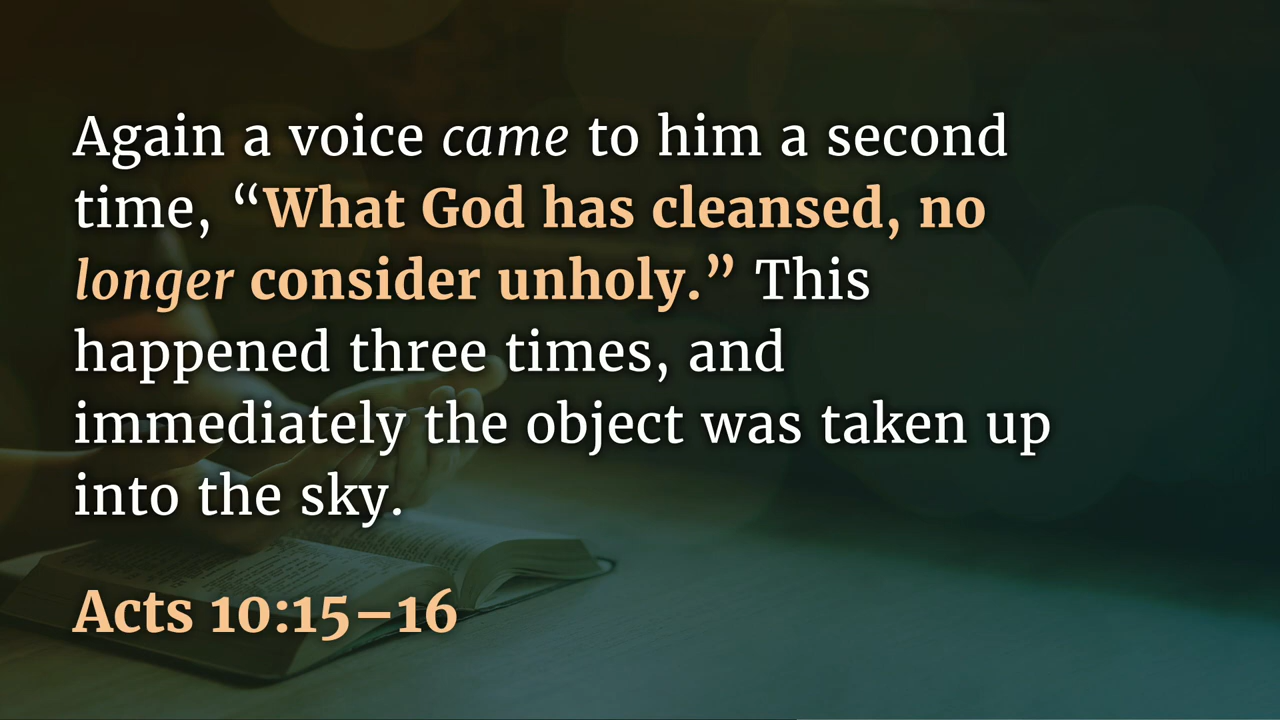 Again a voice came to him a second
time, “What God has cleansed, no
longer consider unholy.” This
happened three times, and
immediately the object was taken up
into the sky.
Acts 10:15–16